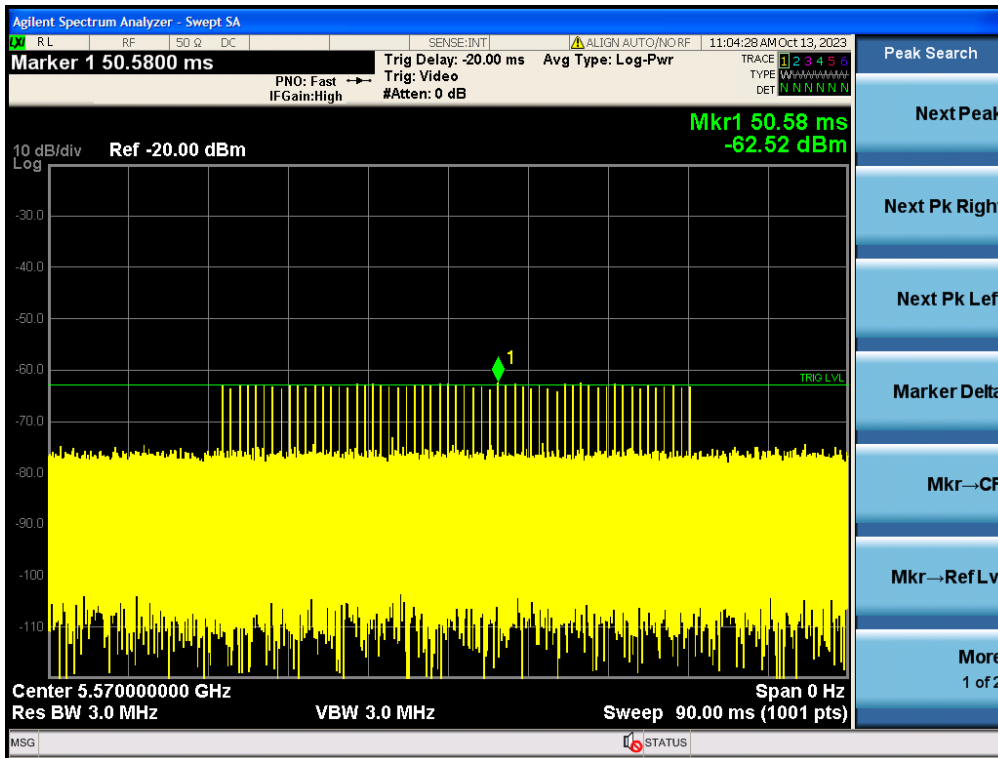 Agilent Spectrum Analyzer - Swept SA
LXI RL RF 50 Ω DC SENSE:INT ALIGN AUTO/NO RF 11:04:28 AM Oct 13, 2023
Marker 1 50.5800 ms
PNO: Fast
IFGain:High
Trig Delay: -20.00 ms
Trig: Video
#Atten: 0 dB
Avg Type: Log-Pwr
TRACE 1 2 3 4 5 6
TYPE
DET N N N N N N
Mkr1 50.58 ms
-62.52 dBm
10 dB/div Ref -20.00 dBm
Log
-30.0
-40.0
-50.0
-60.0
-70.0
-80.0
-90.0
-100
-110
1
TRIG LVL
Center 5.570000000 GHz Span 0 Hz
Res BW 3.0 MHz VBW 3.0 MHz Sweep 90.00 ms (1001 pts)
MSG STATUS
Peak Search
Next Peak
Next Pk Right
Next Pk Left
Marker Delta
Mkr→CF
Mkr→Ref Lv
More
1 of 2